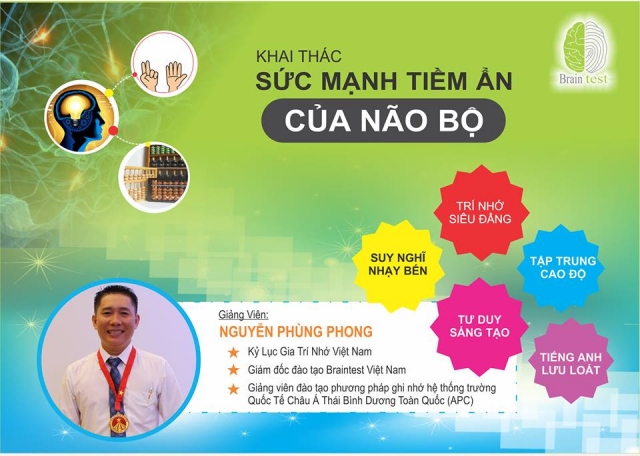 KHAI THÁC
SỨC MẠNH TIỀM ẨN
CỦA NÃO BỘ
Brain test
TRÍ NHỚ
SIÊU ĐẲNG
SUY NGHĨ
NHẠY BÉN
TẬP TRUNG
CAO ĐỘ
TƯ DUY
SÁNG TẠO
TIẾNG ANH
LƯU LOÁT
Giảng Viên:
NGUYỄN PHÙNG PHONG
Kỷ Lục Gia Trí Nhớ Việt Nam
Giám đốc đào tạo Braintest Việt Nam
Giảng viên đào tạo phương pháp ghi nhớ hệ thống trường
Quốc Tế Châu Á Thái Bình Dương Toàn Quốc (APC)